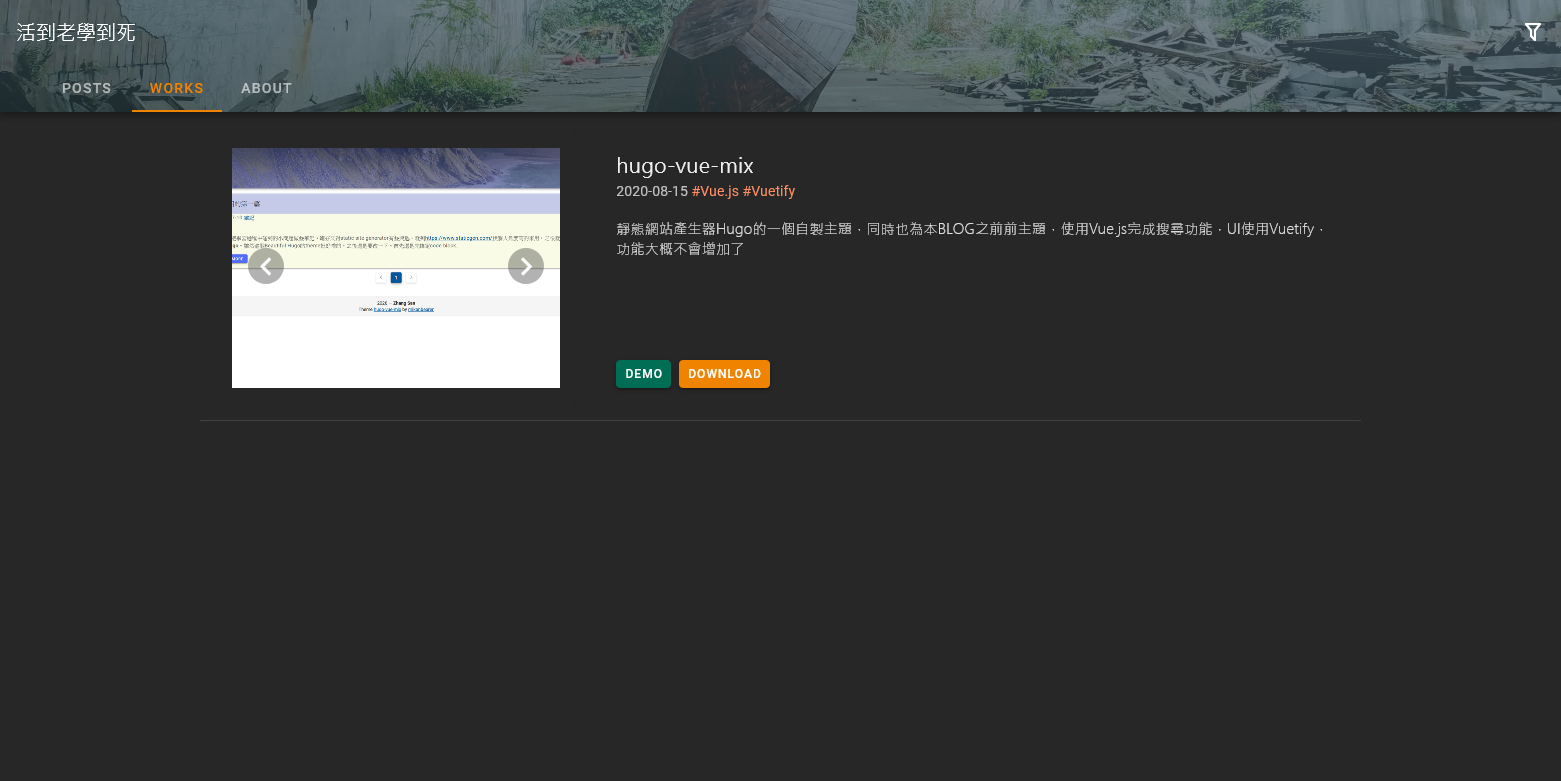 活到老學到死
POSTS
WORKS
ABOUT
hugo-vue-mix
2020-08-15 #Vue.js #Vuetify
靜態網站產生器Hugo的一個自製主題，同時也為本BLOG之前前主題，使用Vue.js完成搜尋功能，UI使用Vuetify，
功能大概不會增加了
1
2020 -- Zhang Sen
DEMO
DOWNLOAD